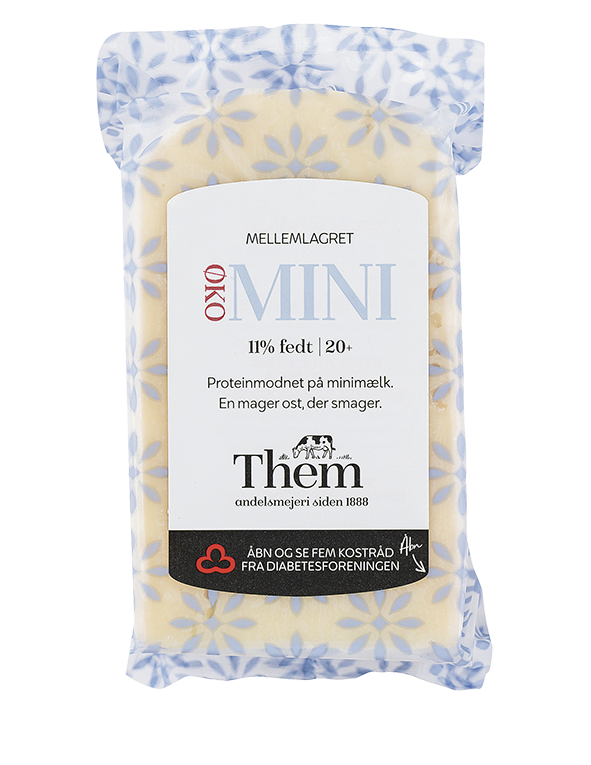 MELLEMLAGRET
ØKO MINI
11% fedt | 20+
Proteinmodnet på minimælk.
En mager ost, der smager.
Them
andelsmejeri siden 1888
ÅBN OG SE FEM KOSTRÅD
FRA DIABETESFORENINGEN
Åbn